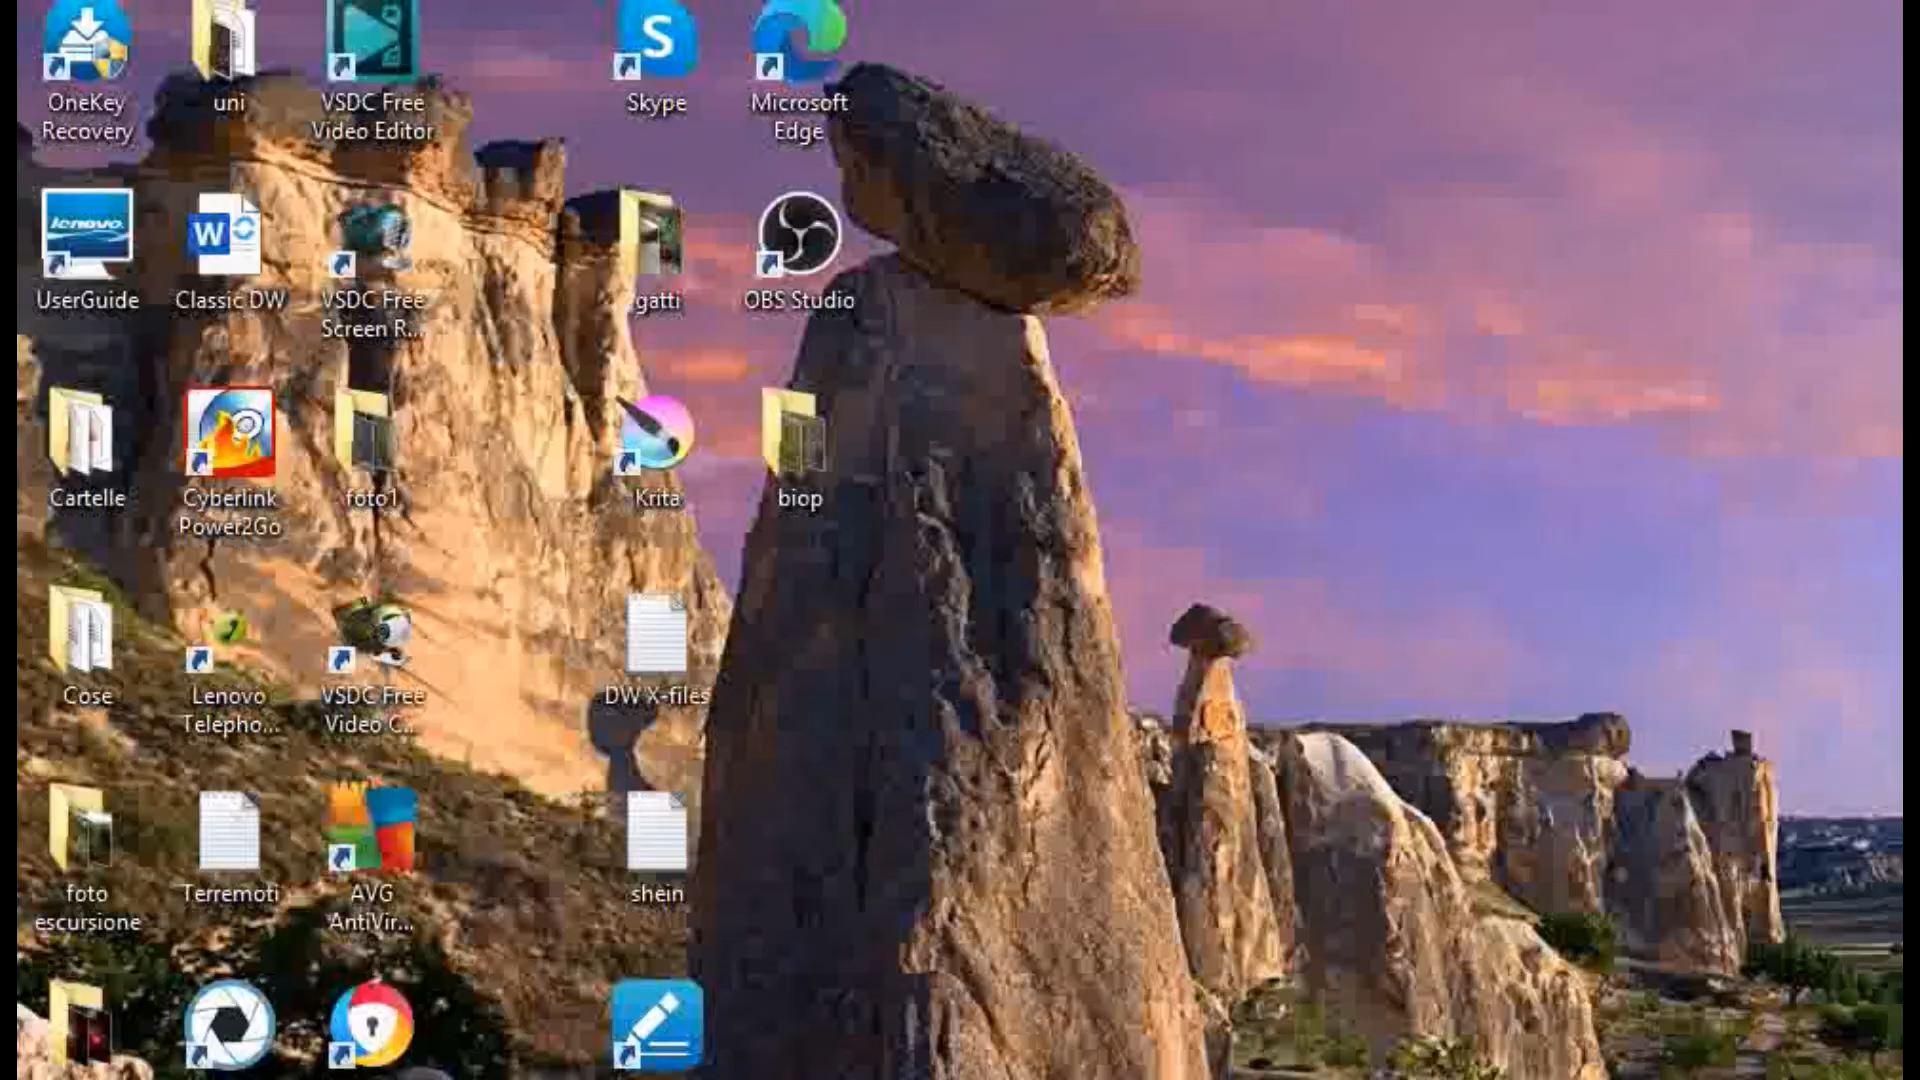 OneKey
Recovery
uni
VSDC Free
Video Editor
S
Skype
Microsoft
Edge
lenovo
UserGuide
W
Classic DW
VSDC Free
Screen R...
gatti
OBS Studio
Cartelle
Cyberlink
Power2Go
foto1
Krita
biop
Cose
Lenovo
Telepho...
VSDC Free
Video C...
DW X-files
foto
escursione
Terremoti
AVG
AntiVir...
shein